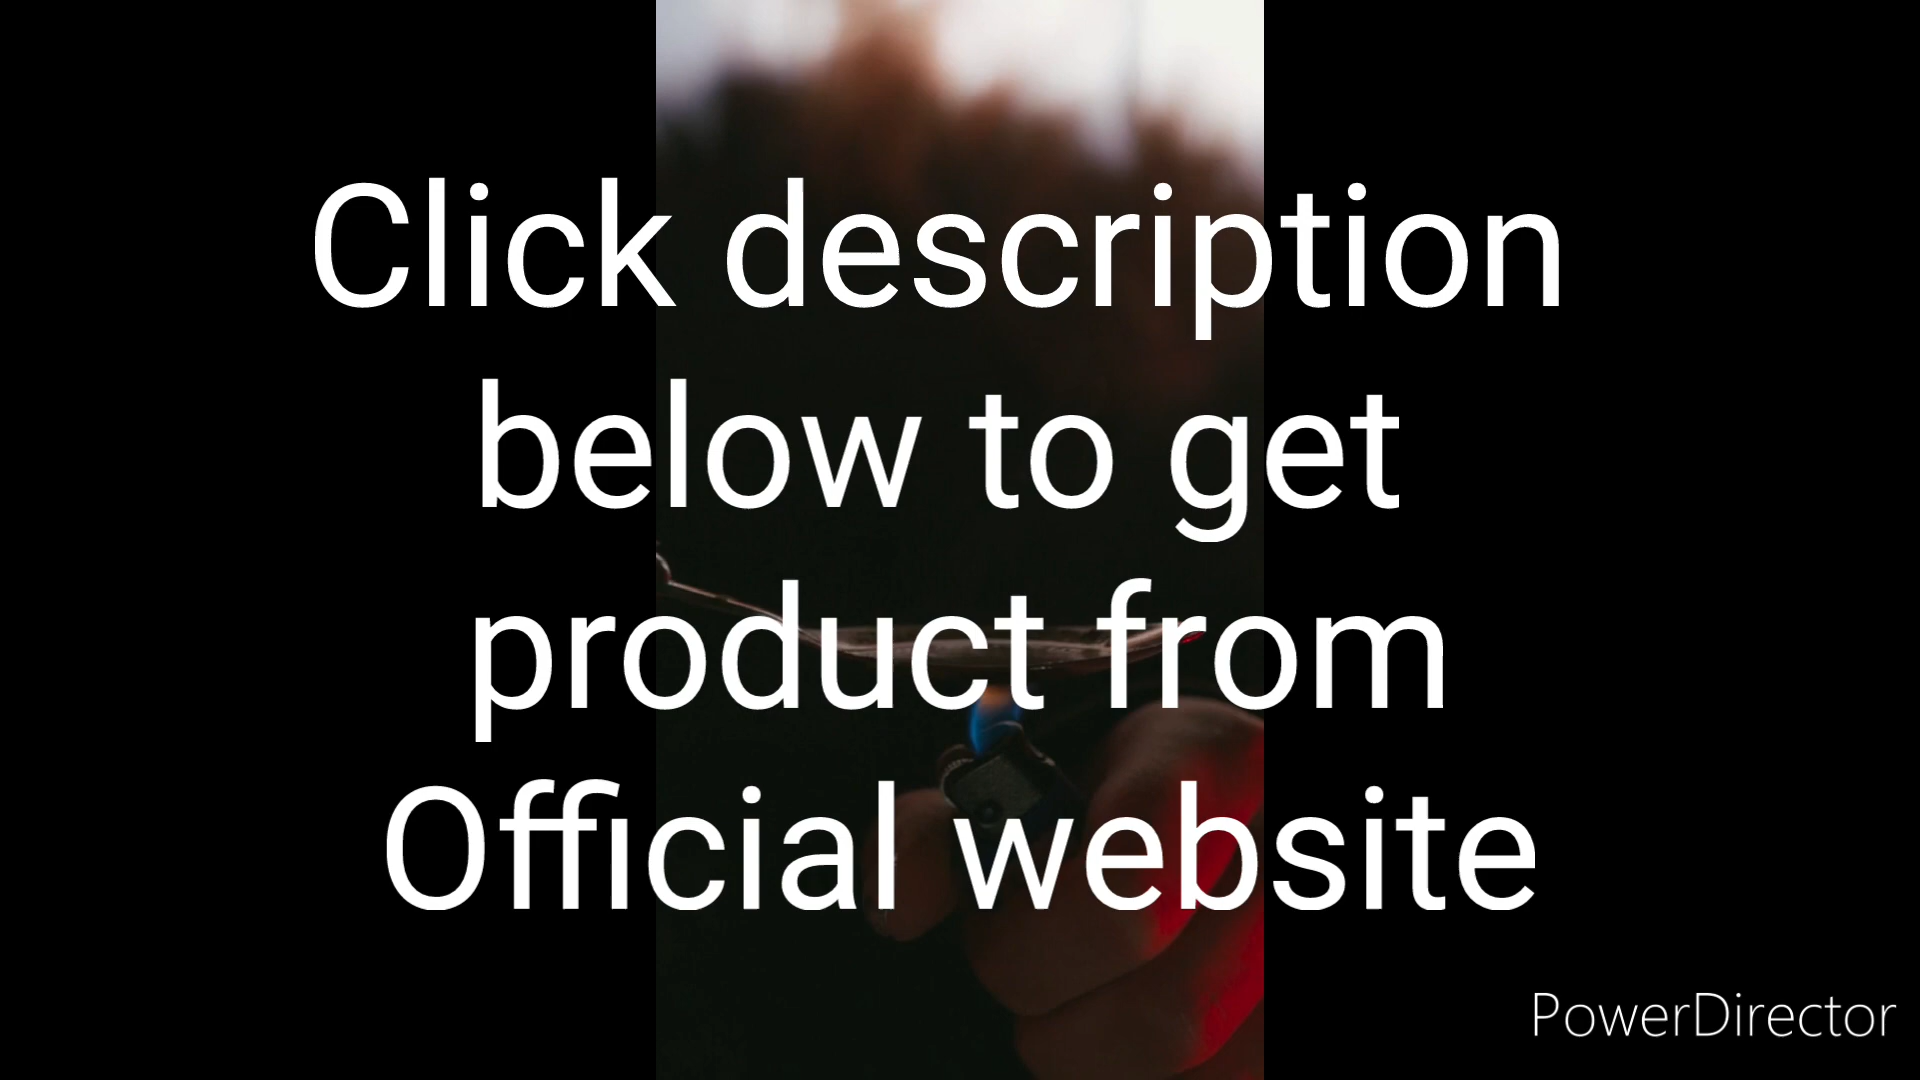 Click description
below to get
product from
Official website
PowerDirector